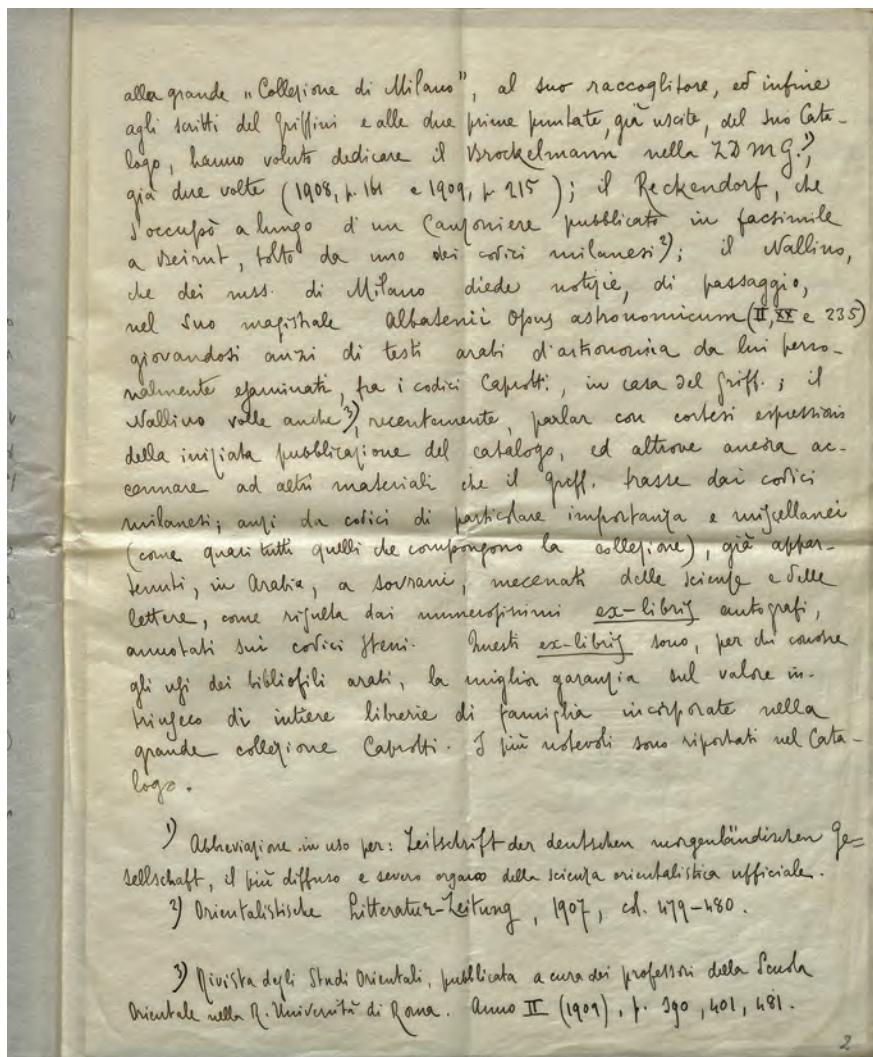 alla grande „Collezione di Milano", al suo raccoglitore, ed infine
agli scritti del Griffini e alle due prime puntate, già uscite, del suo Cata-
logo, hanno voluto dedicare il Brockelmann nella ZDMG.¹⁾,
già due volte (1908, p. 161 e 1909, p. 215); il Reckendorf, che
s'occupò a lungo d'un Canzoniere pubblicato in facsimile
a Beirut, tolto da uno dei codici milanesi²⁾; il Nallino,
che dei mss. di Milano diede notizie, di passaggio,
nel suo magistrale Albatenii Opus astronomicum (II, XX e 235)
giovandosi anzi di testi arabi d'astronomia da lui perso-
nalmente esaminati, fra i codici Caprotti, in casa del Griff.; il
Nallino volle anche³⁾, recentemente, parlar con cortesi espressioni
della iniziata pubblicazione del catalogo, ed altrove ancora ac-
cennare ad altri materiali che il Griff. trasse dai codici
milanesi; anzi da codici di particolare importanza e miscellanei
(come quasi tutti quelli che compongono la collezione), già appar-
tenuti, in Arabia, a sovrani, mecenati delle scienze e delle
lettere, come risulta dai numerosissimi ex-libris autografi,
annotati sui codici stessi. Questi ex-libris sono, per chi conosce
gli usi dei bibliofili arabi, la miglior garanzia sul valore in-
trinseco di intiere librerie di famiglia incorporate nella
grande collezione Caprotti. I più notevoli sono riportati nel Cata-
logo.
¹⁾ Abbreviazione in uso per: Zeitschrift der deutschen morgenländischen Ge=
sellschaft, il più diffuso e severo organo della scienza orientalistica ufficiale.
²⁾ Orientalistische Litteratur-Zeitung, 1907, col. 479-480.
³⁾ Rivista degli Studi Orientali, pubblicata a cura dei professori della Scuola
Orientale nella R. Università di Roma. Anno II (1909), p. 390, 401, 481.
2